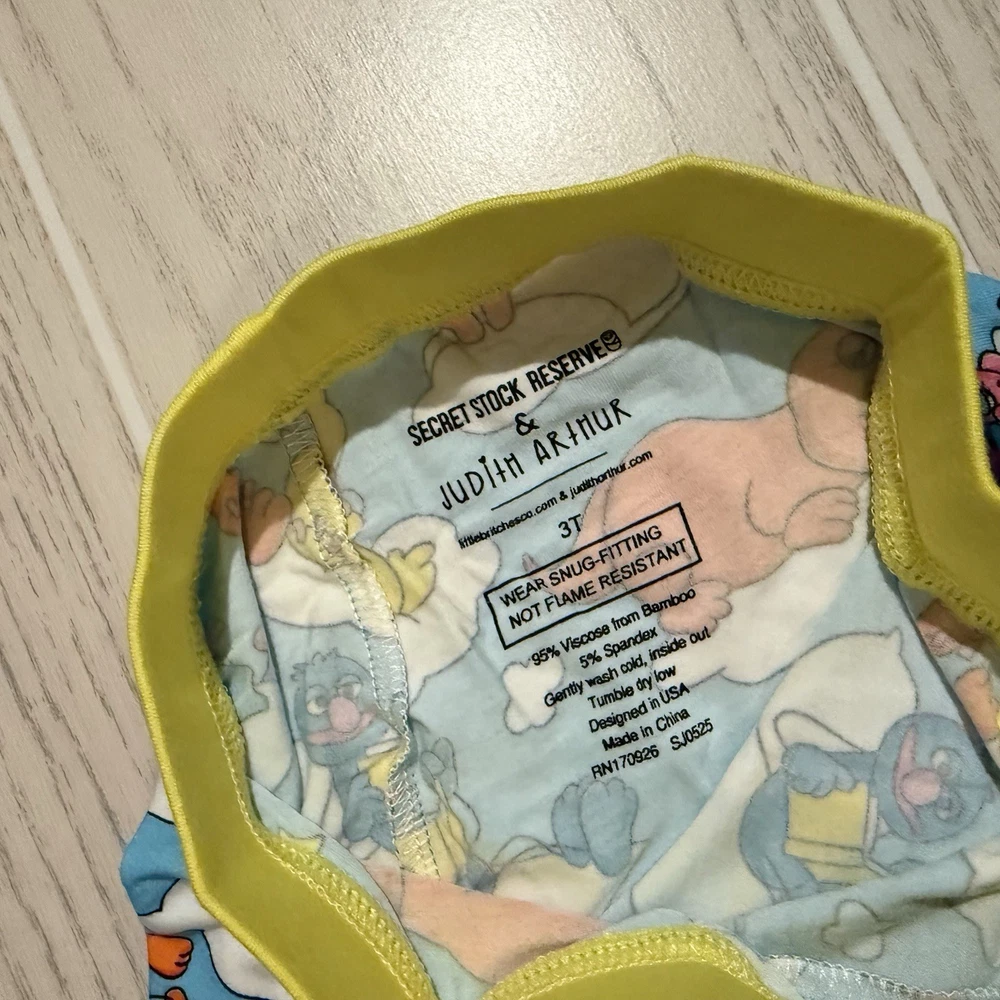 SECRET STOCK RESERVE
&
JUDITH ARTHUR
littlebritchesco.com & juditharthur.com
3T
WEAR SNUG-FITTING
NOT FLAME RESISTANT
95% Viscose from Bamboo
5% Spandex
Gently wash cold, inside out
Tumble dry low
Designed in USA
Made in China
RN170926 SJ0525